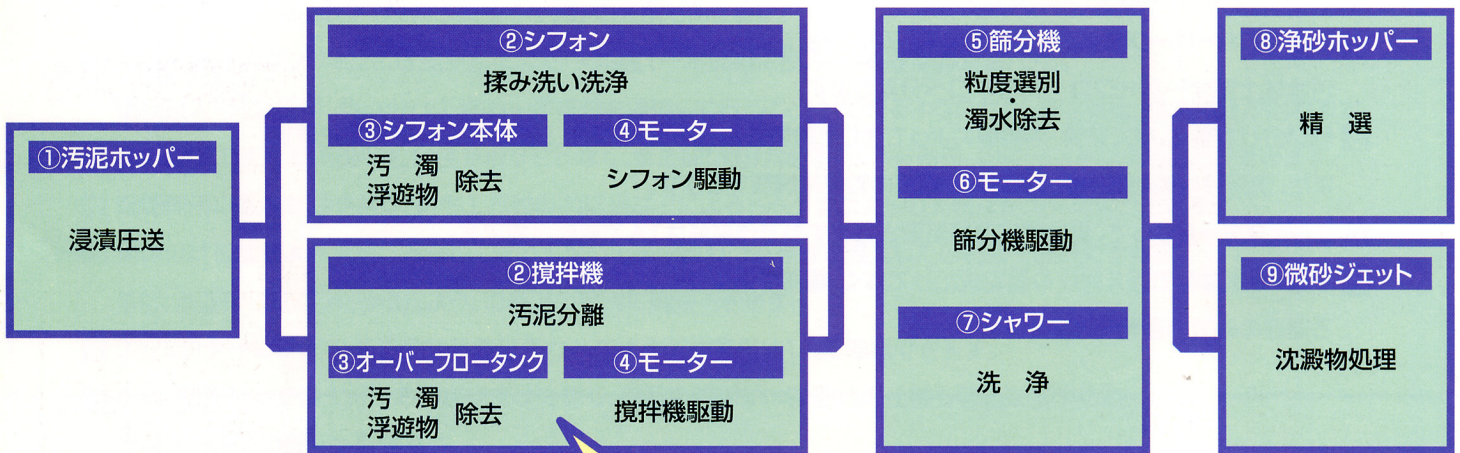 ①汚泥ホッパー
浸漬圧送
②シフォン
揉み洗い洗浄
③シフォン本体
汚濁
浮遊物 除去
④モーター
シフォン駆動
②撹拌機
汚泥分離
③オーバーフロータンク
汚濁
浮遊物 除去
④モーター
撹拌機駆動
⑤篩分機
粒度選別
・
濁水除去
⑥モーター
篩分機駆動
⑦シャワー
洗 浄
⑧浄砂ホッパー
精 選
⑨微砂ジェット
沈澱物処理